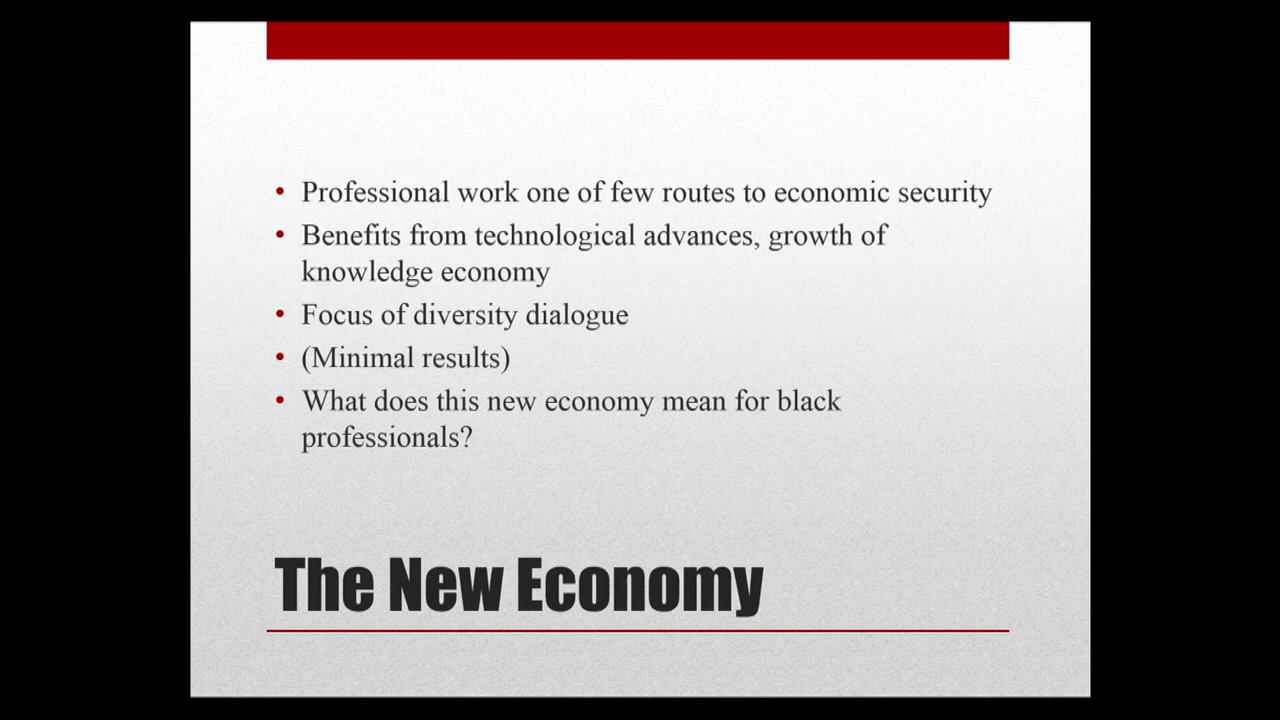 • Professional work one of few routes to economic security
• Benefits from technological advances, growth of
knowledge economy
• Focus of diversity dialogue
• (Minimal results)
• What does this new economy mean for black
professionals?
The New Economy